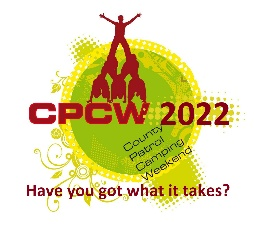 CPCW 2022
County
Patrol
Camping
Weekend
Have you got what it takes?